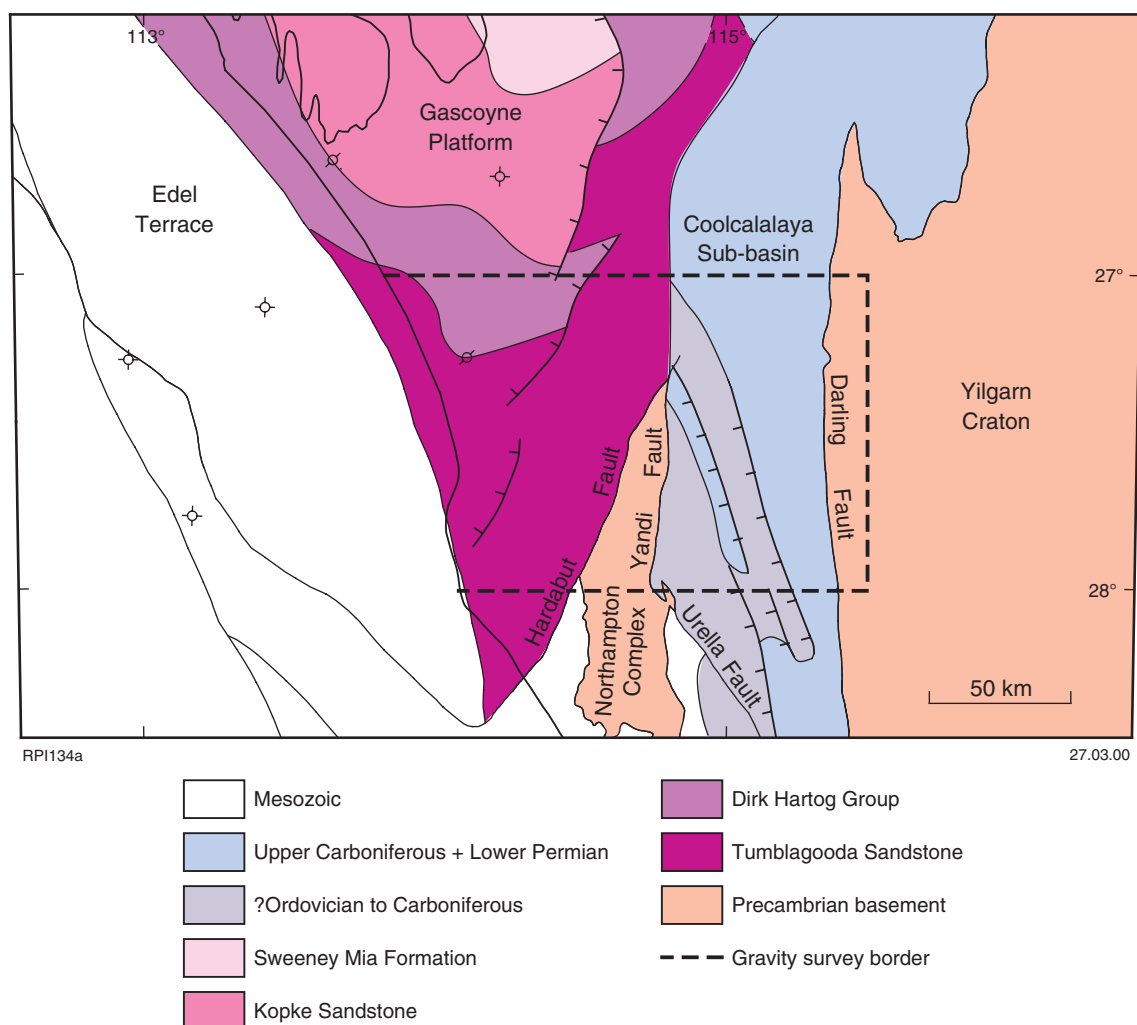 113°
115°
Gascoyne
Platform
Edel
Terrace
Coolcalalaya
Sub-basin
27°
Darling
Fault
Yilgarn
Craton
Hardabut
Fault
Yandi
Fault
28°
Northampton
Complex
Urella Fault
50 km
RPI134a
27.03.00
Mesozoic
Upper Carboniferous + Lower Permian
?Ordovician to Carboniferous
Sweeney Mia Formation
Kopke Sandstone
Dirk Hartog Group
Tumblagooda Sandstone
Precambrian basement
Gravity survey border